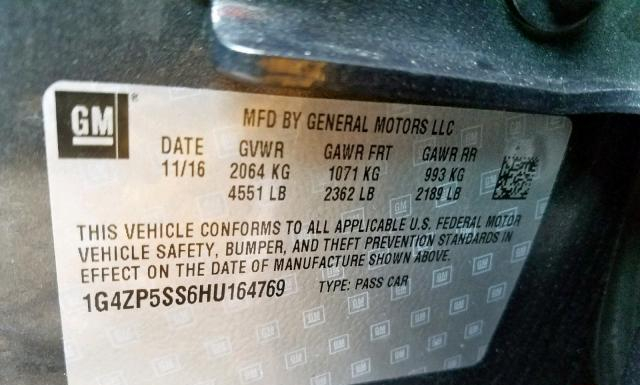 GM
MFD BY GENERAL MOTORS LLC
DATE GVWR GAWR FRT GAWR RR
11/16 2064 KG 1071 KG 993 KG
4551 LB 2362 LB 2189 LB
THIS VEHICLE CONFORMS TO ALL APPLICABLE U.S. FEDERAL MOTOR
VEHICLE SAFETY, BUMPER, AND THEFT PREVENTION STANDARDS IN
EFFECT ON THE DATE OF MANUFACTURE SHOWN ABOVE.
1G4ZP5SS6HU164769 TYPE: PASS CAR